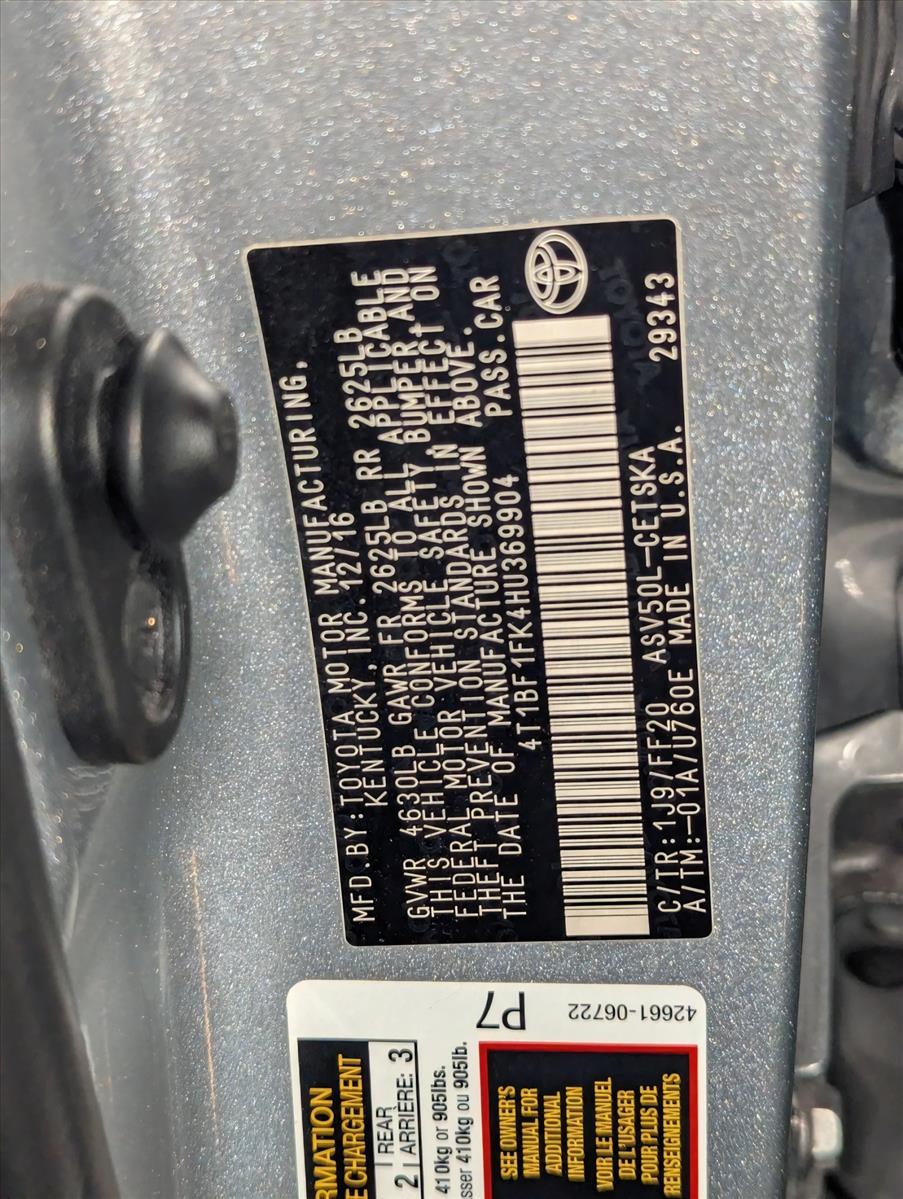 MFD.BY:TOYOTA MOTOR MANUFACTURING,
KENTUCKY, INC. 12/16
GVWR 4630LB GAWR FR 2625LB RR 2625LB
THIS VEHICLE CONFORMS TO ALL APPLICABLE
FEDERAL MOTOR VEHICLE SAFETY, BUMPER, AND
THEFT PREVENTION STANDARDS IN EFFECT ON
THE DATE OF MANUFACTURE SHOWN ABOVE.
4T1BF1FK4HU369904 PASS.CAR
C/TR:1J9/FF20 ASV50L-CETSKA
A/TM:-01A/U760E MADE IN U.S.A. 29343
P7
42661-06722
RMATION
E CHARGEMENT
2 REAR
ARRIÈRE: 3
410kg or 905lbs.
sser 410kg ou 905lb.
SEE OWNER'S
MANUAL FOR
ADDITIONAL
INFORMATION
VOIR LE MANUEL
DE L'USAGER
POUR PLUS DE
RENSEIGNEMENTS